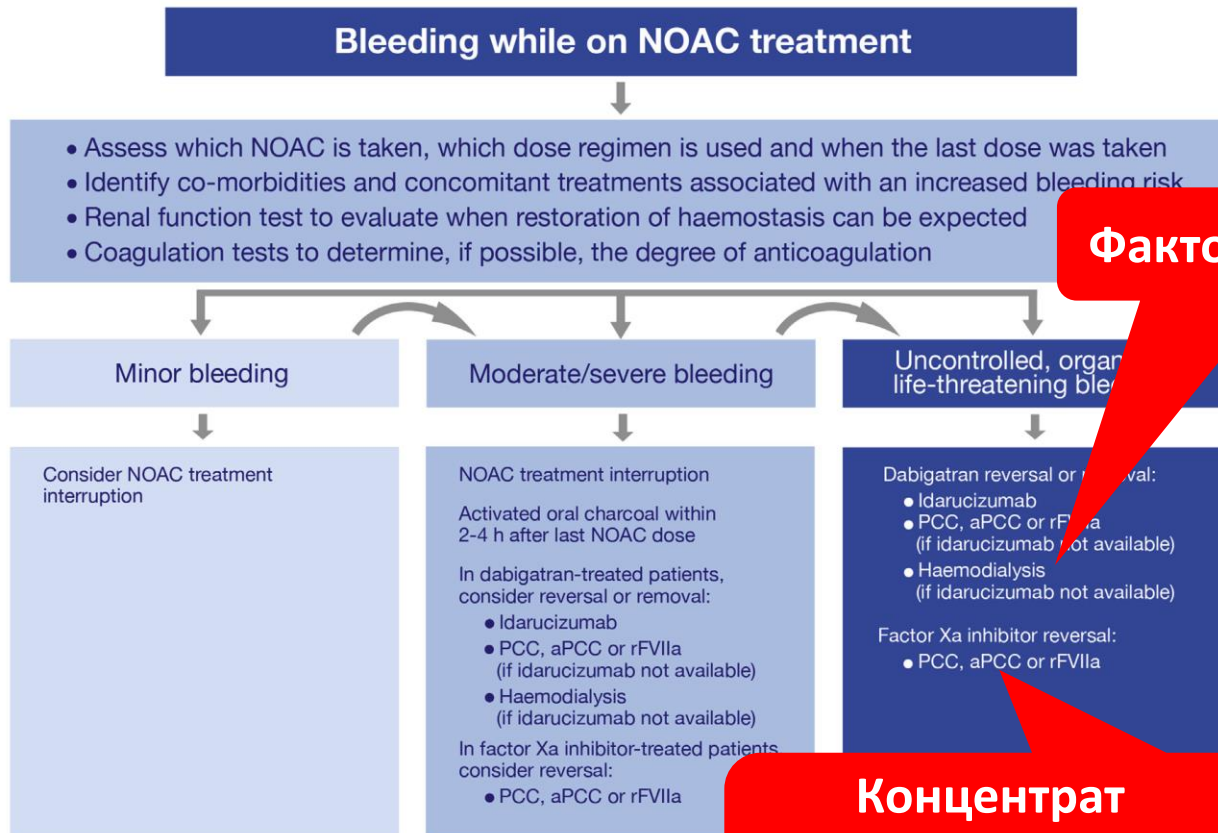 Bleeding while on NOAC treatment
• Assess which NOAC is taken, which dose regimen is used and when the last dose was taken
• Identify co-morbidities and concomitant treatments associated with an increased bleeding risk
• Renal function test to evaluate when restoration of haemostasis can be expected
• Coagulation tests to determine, if possible, the degree of anticoagulation
Факто
Minor bleeding
Consider NOAC treatment
interruption
Moderate/severe bleeding
NOAC treatment interruption
Activated oral charcoal within
2-4 h after last NOAC dose
In dabigatran-treated patients,
consider reversal or removal:
• Idarucizumab
• PCC, aPCC or rFVIIa
(if idarucizumab not available)
• Haemodialysis
(if idarucizumab not available)
In factor Xa inhibitor-treated patients
consider reversal:
• PCC, aPCC or rFVIIa
Uncontrolled,
life-threatening
Dabigatran reversal or
• Idarucizumab
• PCC, aPCC or
(if idarucizumab not available)
• Haemodialysis
(if idarucizumab not available)
Factor Xa inhibitor reversal:
• PCC, aPCC or rFVIIa
Концентрат